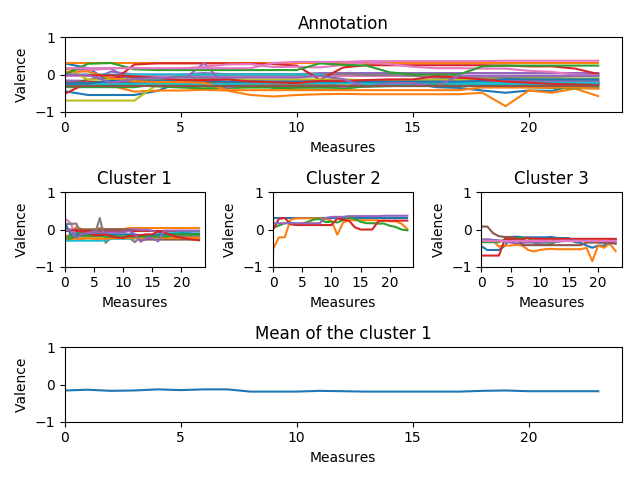 Annotation
1
0
-1
Valence
0 5 10 15 20
Measures
Cluster 1 Cluster 2 Cluster 3
1 1 1
0 0 0
-1 -1 -1
Valence Valence Valence
0 5 10 15 20 0 5 10 15 20 0 5 10 15 20
Measures Measures Measures
Mean of the cluster 1
1
0
-1
Valence
0 5 10 15 20
Measures